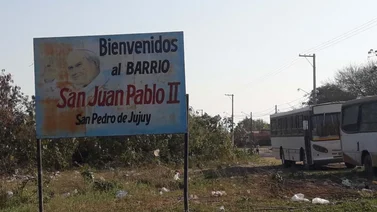 Bienvenidos
al BARRIO
San Juan Pablo II
San Pedro de Jujuy